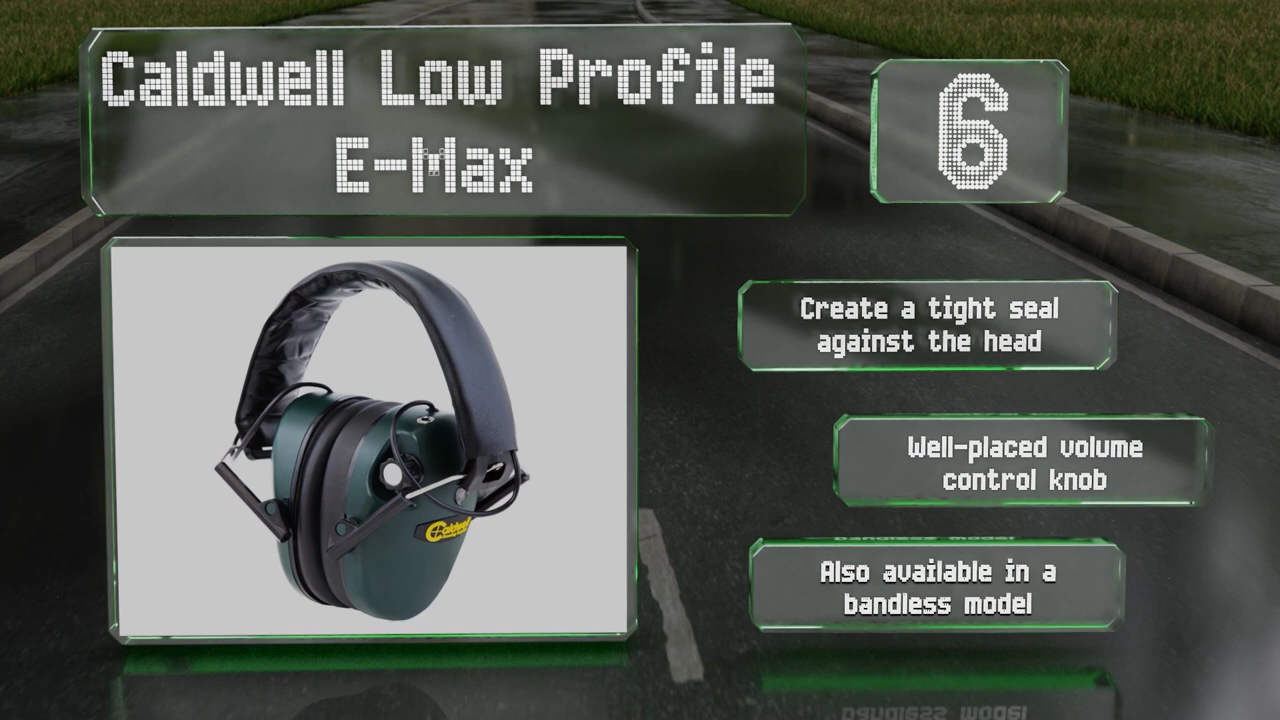 Caldwell Low Profile
E-Max
6
Create a tight seal
against the head
Well-placed volume
control knob
Caldwell
Also available in a
bandless model